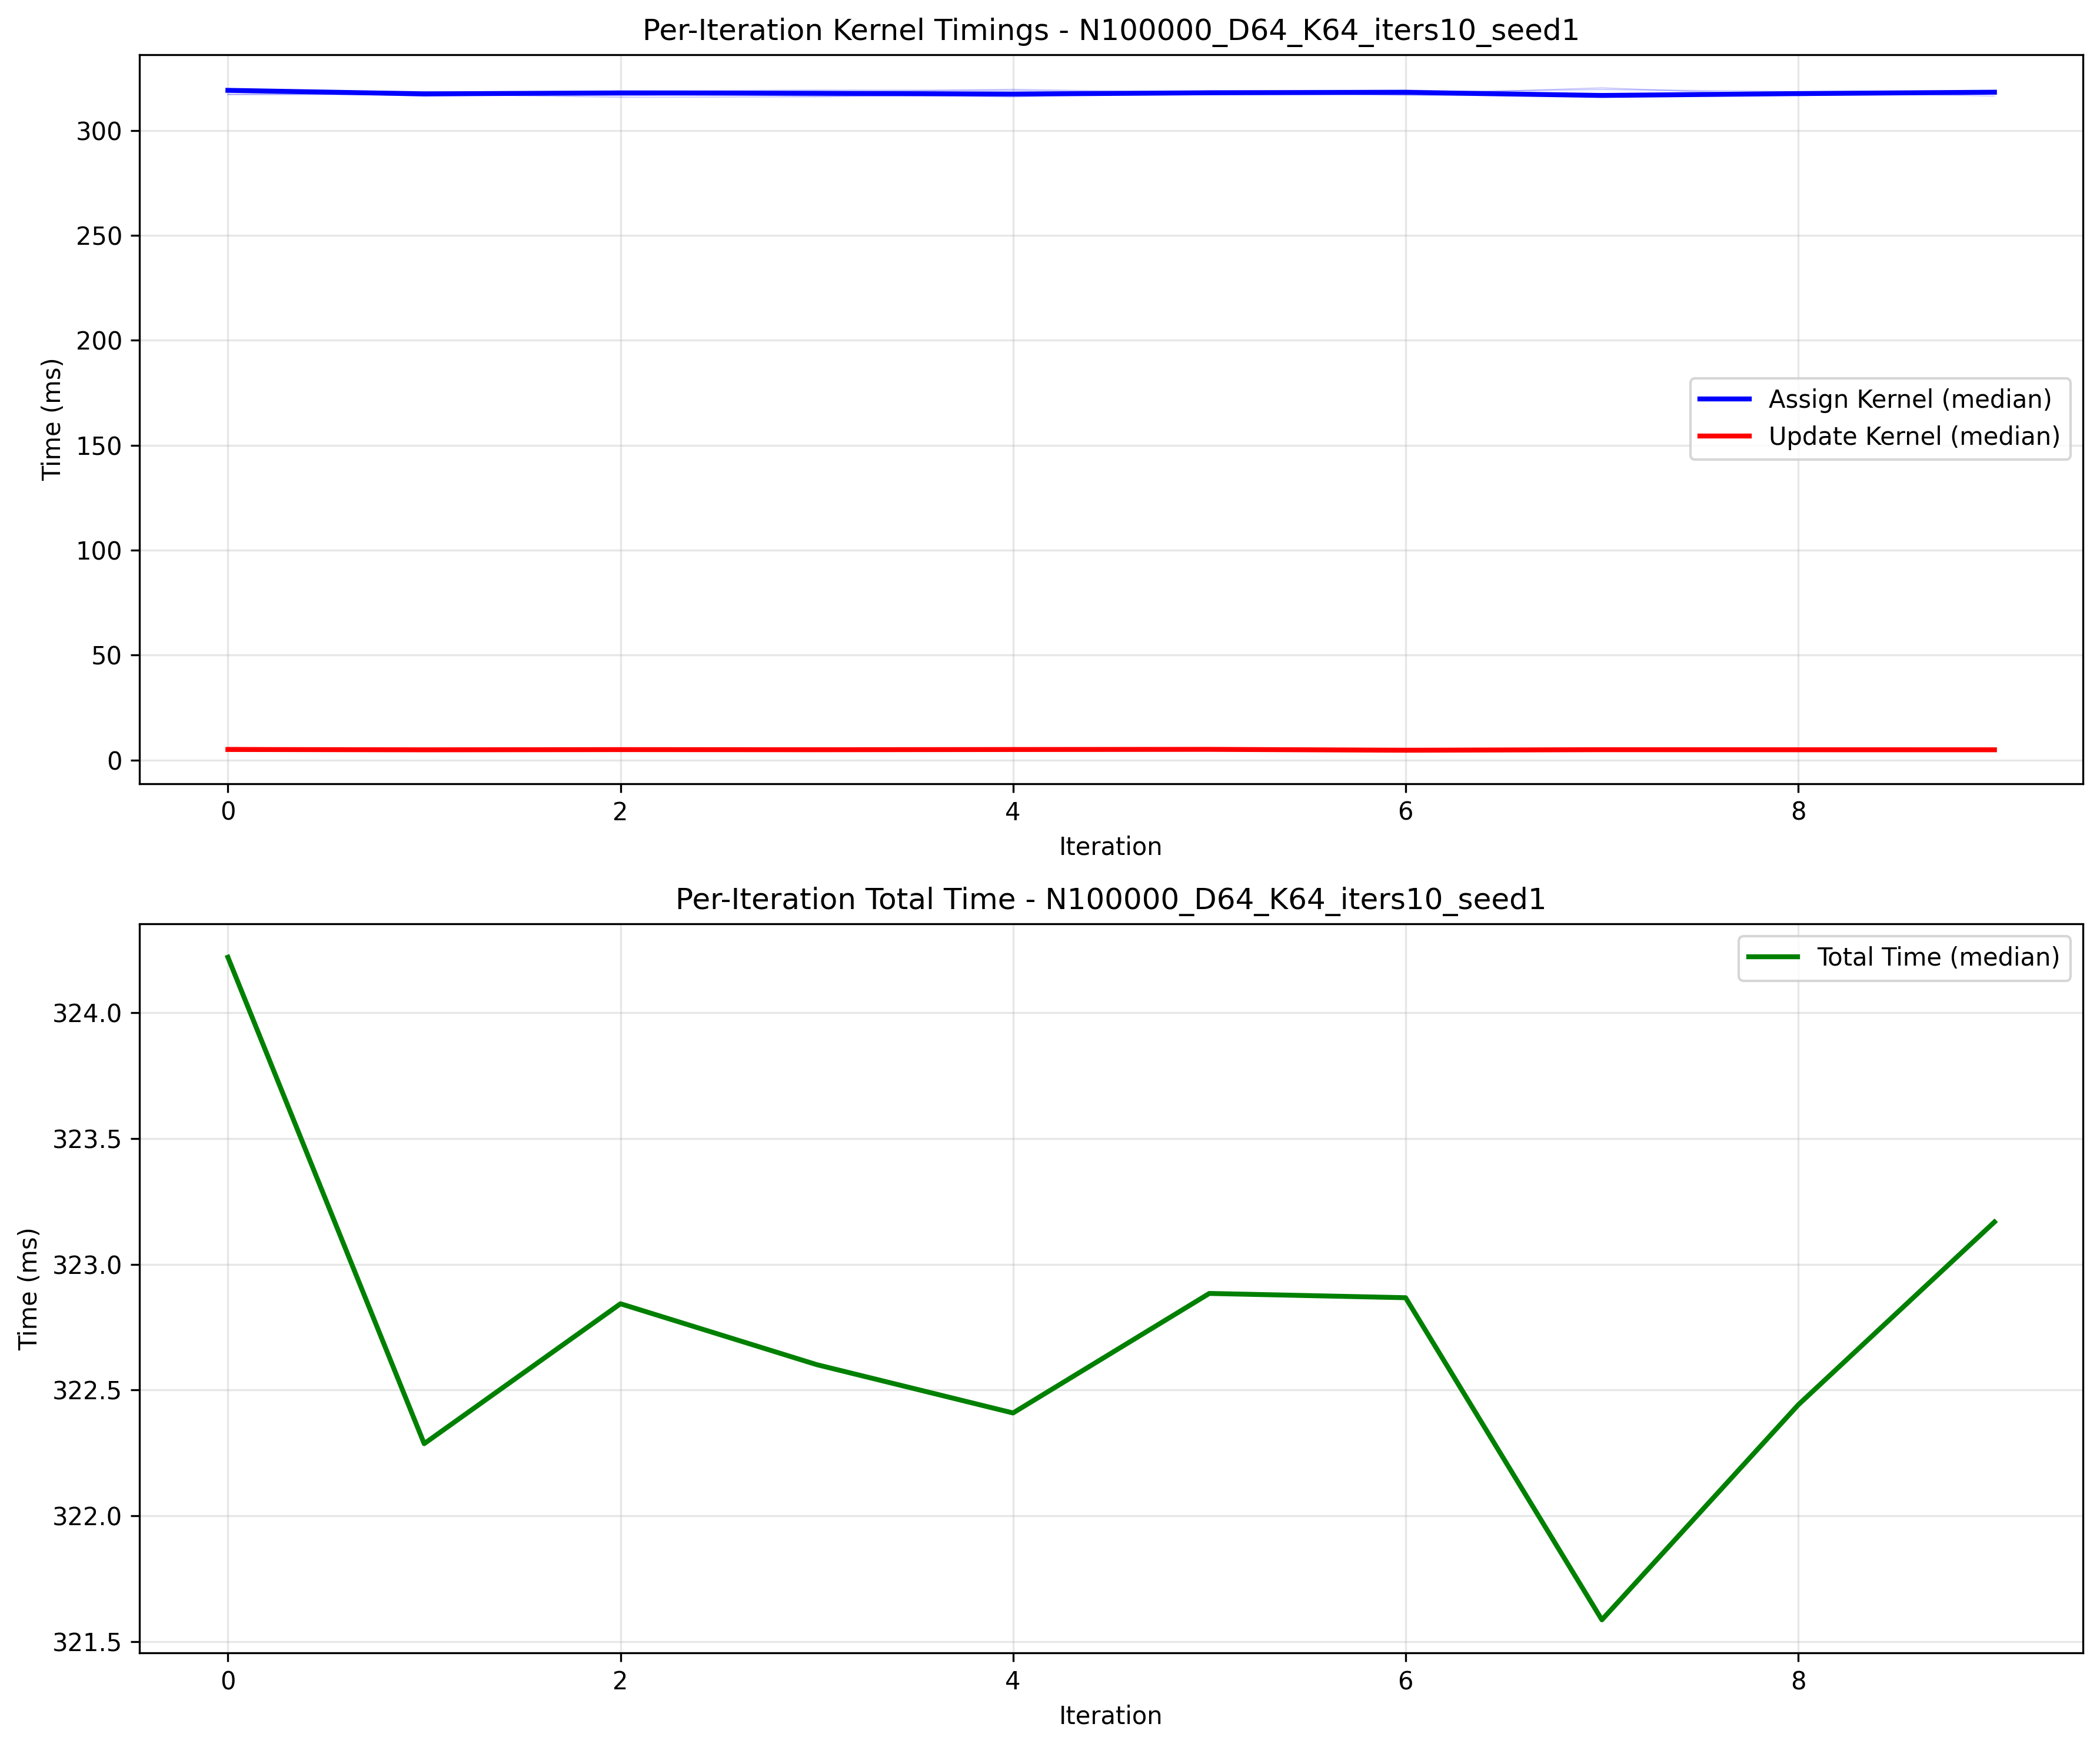 Per-Iteration Kernel Timings - N100000_D64_K64_iters10_seed1
Time (ms)
300
250
200
150
100
50
0
Assign Kernel (median)
Update Kernel (median)
0 2 4 6 8
Iteration
Per-Iteration Total Time - N100000_D64_K64_iters10_seed1
Time (ms)
324.0
323.5
323.0
322.5
322.0
321.5
Total Time (median)
0 2 4 6 8
Iteration